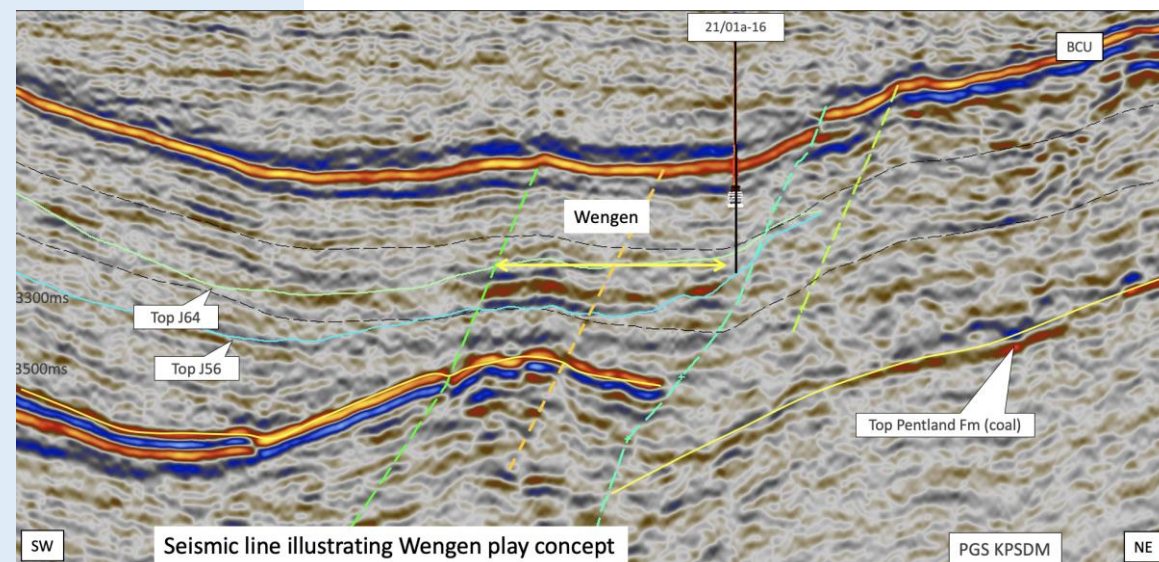 21/01a-16
BCU
Wengen
3300ms
Top J64
Top J56
3500ms
Top Pentland Fm (coal)
SW
Seismic line illustrating Wengen play concept
PGS KPSDM
NE